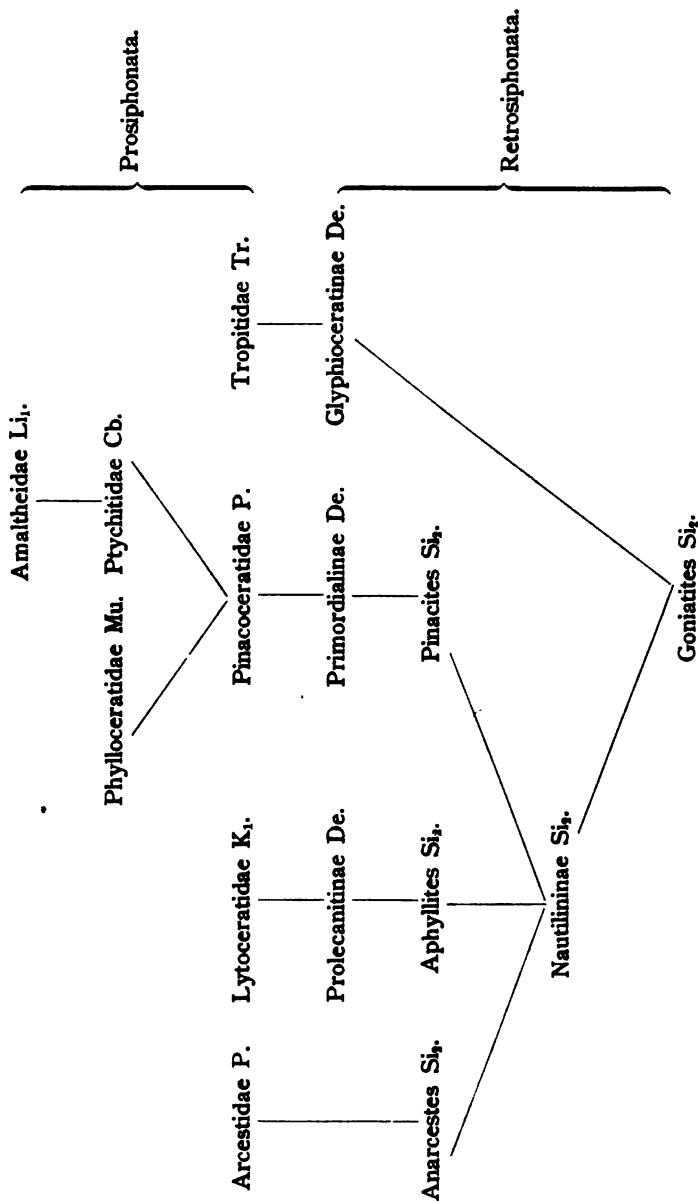 Amaltheidae Li₁.
Phylloceratidae Mu. Ptychitidae Cb.
Prosiphonata.
Arcestidae P. Lytoceratidae K₁. Pinacoceratidae P. Tropitidae Tr.
Prolecanitinae De. Primordialinae De. Glyphioceratinae De.
Anarcestes Si₂. Aphyllites Si₂. Pinacites Si₂.
Retrosiphonata.
Nautilininae Si₂.
Goniatites Si₂.